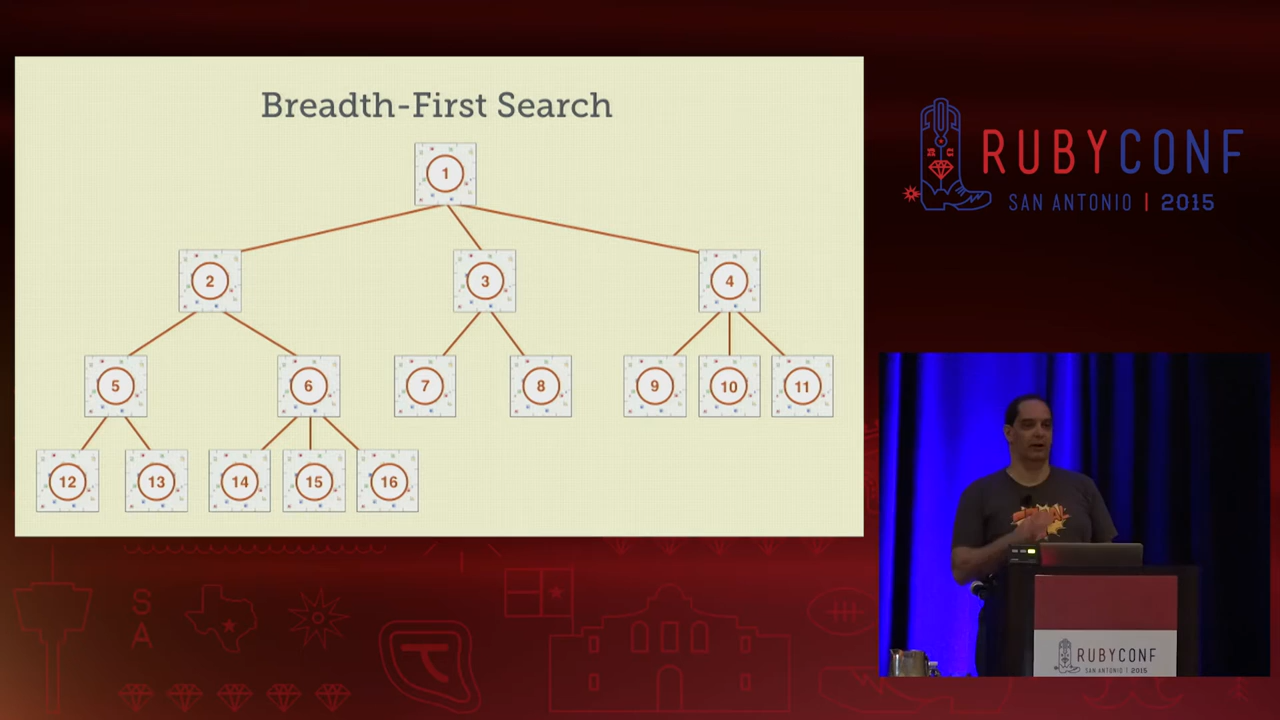 Breadth-First Search
1
2 3 4
5 6 7 8 9 10 11
12 13 14 15 16
RUBYCONF
SAN ANTONIO | 2015
S
A
RUBYCONF
SAN ANTONIO | 2015